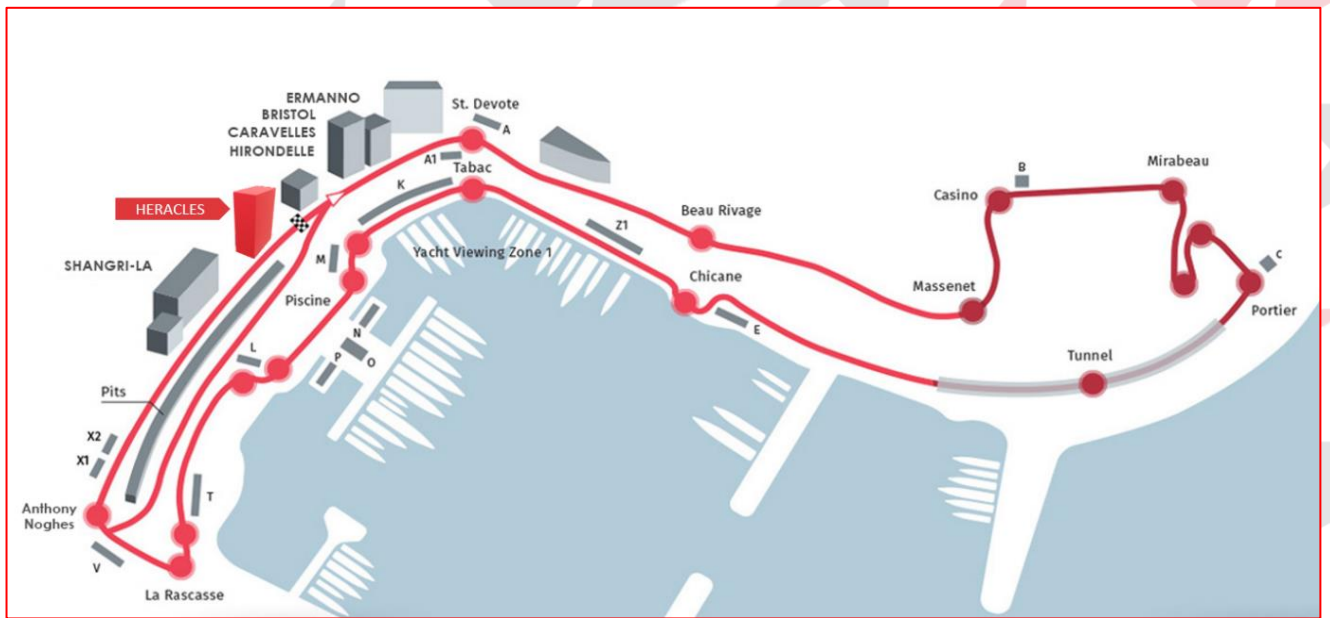 ERMANNO
BRISTOL
CARAVELLES
HIRONDELLE
St. Devote
A
A1
Tabac
K
HERACLES
SHANGRI-LA
M
Piscine
Yacht Viewing Zone 1
Z1
Beau Rivage
Chicane
E
Casino
B
Mirabeau
Massenet
C
Portier
Tunnel
N
O
P
L
Pits
X2
X1
T
Anthony
Noghes
V
La Rascasse